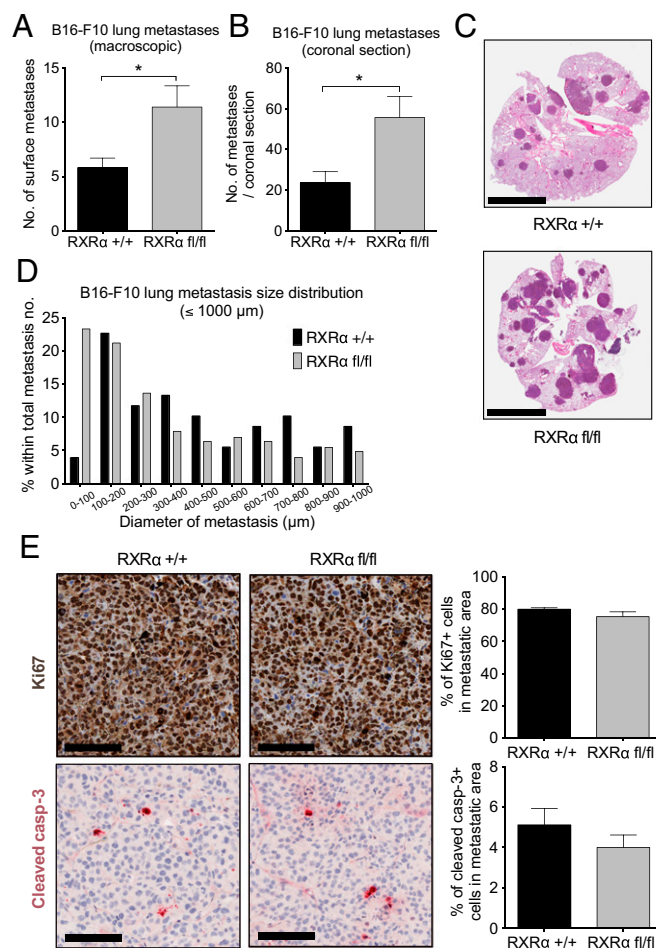 A
B16-F10 lung metastases
(macroscopic)
No. of surface metastases
15
10
5
0
*
RXRα +/+
RXRα fl/fl
B
B16-F10 lung metastases
(coronal section)
No. of metastases
/ coronal section
80
60
40
20
0
*
RXRα +/+
RXRα fl/fl
C
RXRα +/+
RXRα fl/fl
D
B16-F10 lung metastasis size distribution
(≤ 1000 μm)
% within total metastasis no.
25
20
15
10
5
0
RXRα +/+
RXRα fl/fl
0-100
100-200
200-300
300-400
400-500
500-600
600-700
700-800
800-900
900-1000
Diameter of metastasis (μm)
E
RXRα +/+
RXRα fl/fl
Ki67
Cleaved casp-3
% of Ki67+ cells
in metastatic area
80
60
40
20
0
RXRα +/+
RXRα fl/fl
% of cleaved casp-3+
cells in metastatic area
8
6
4
2
0
RXRα +/+
RXRα fl/fl